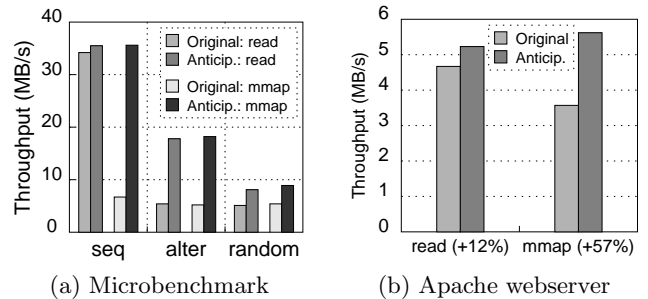 Throughput (MB/s)
40
30
20
10
0
Original: read
Anticip.: read
Original: mmap
Anticip.: mmap
seq alter random
(a) Microbenchmark
Throughput (MB/s)
6
5
4
3
2
1
0
Original
Anticip.
read (+12%) mmap (+57%)
(b) Apache webserver